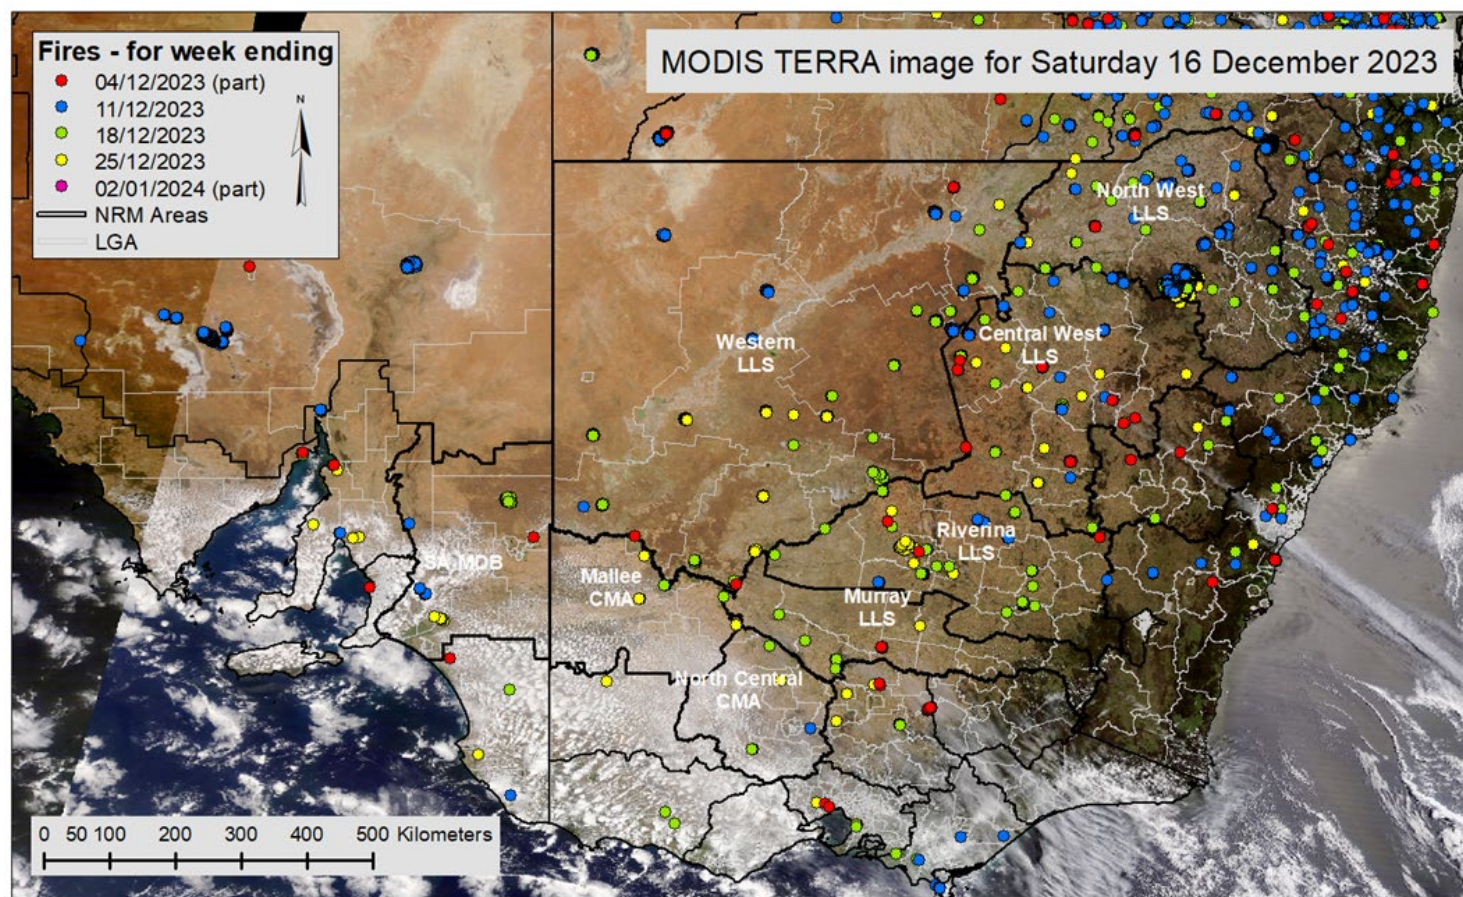 Fires - for week ending
04/12/2023 (part)
11/12/2023
18/12/2023
25/12/2023
02/01/2024 (part)
NRM Areas
LGA
N
MODIS TERRA image for Saturday 16 December 2023
North West
LLS
Central West
LLS
Western
LLS
Riverina
LLS
SA MDB
Mallee
CMA
Murray
LLS
North Central
CMA
0 50 100 200 300 400 500 Kilometers